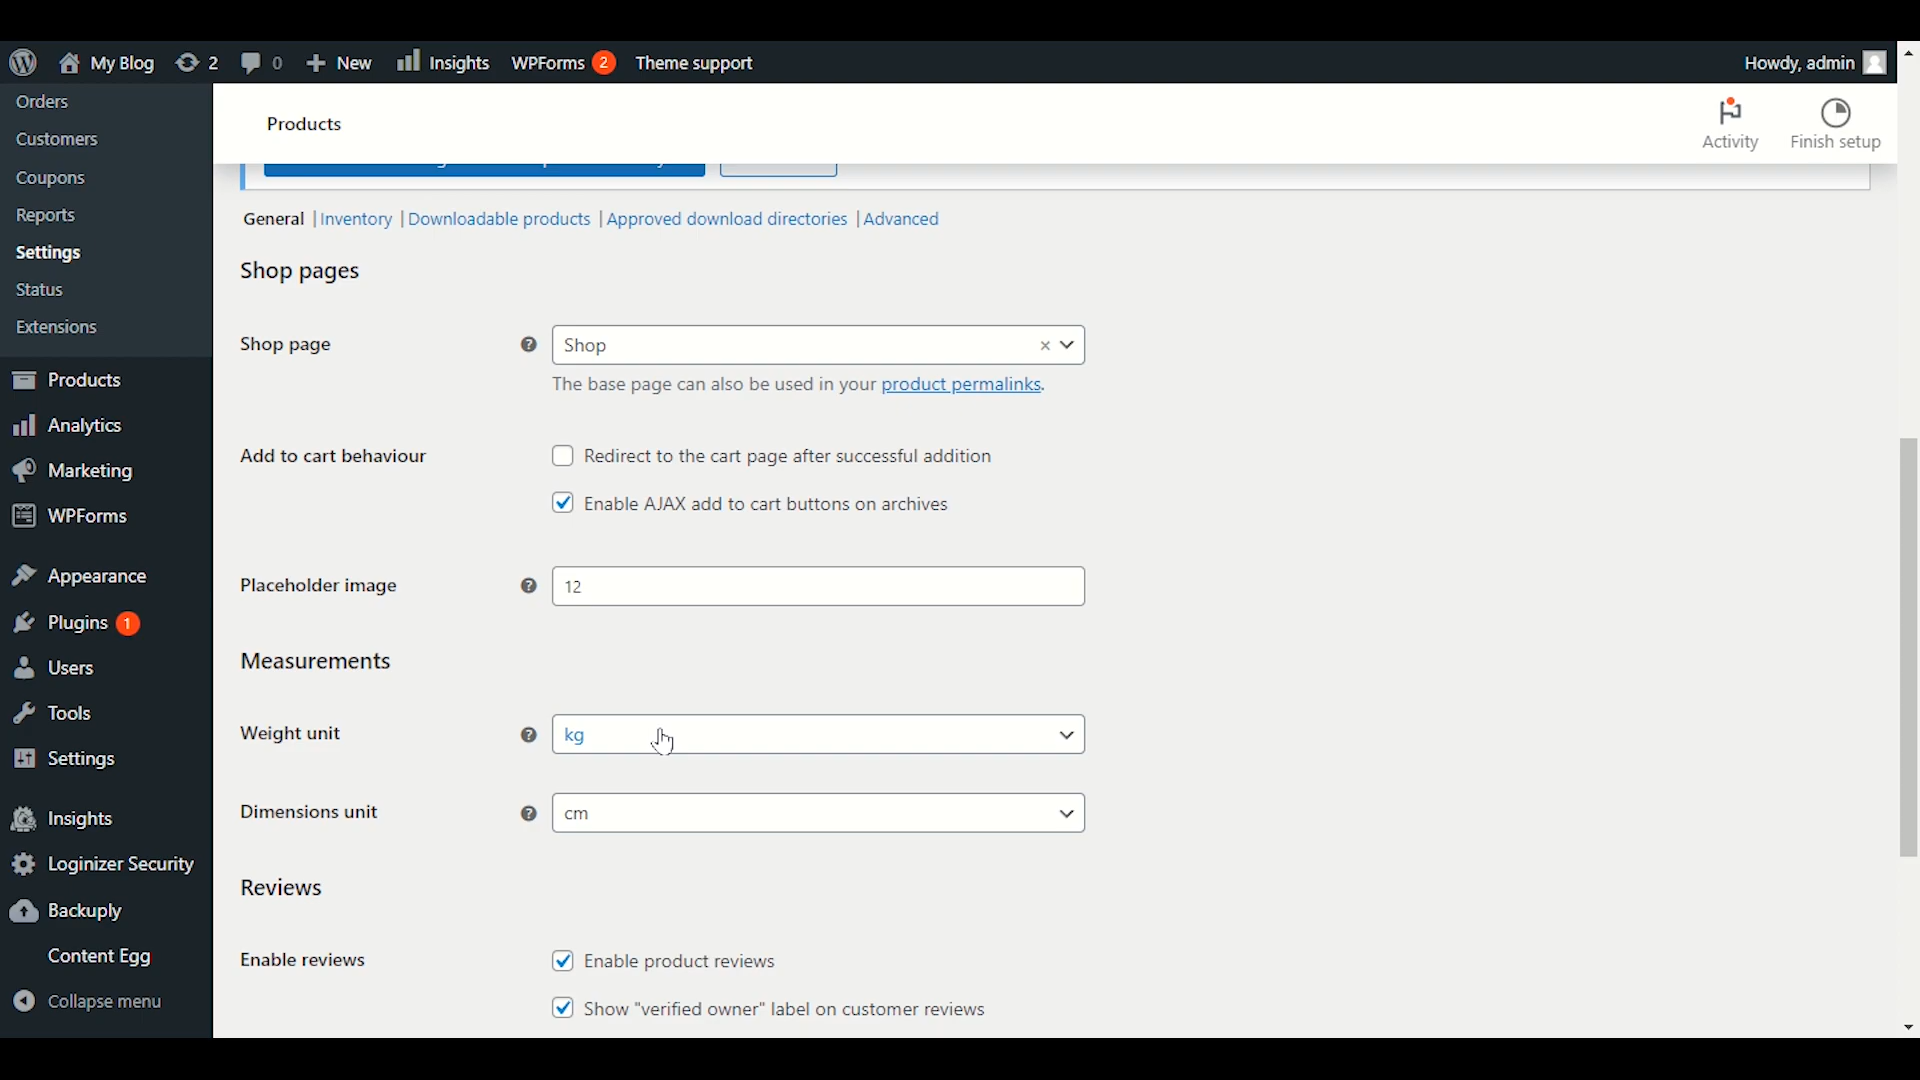 My Blog 2 0 New Insights WPForms 2 Theme support Howdy, admin
Orders
Customers
Coupons
Reports
Settings
Status
Extensions
Products
Analytics
Marketing
WPForms
Appearance
Plugins 1
Users
Tools
Settings
Insights
Loginizer Security
Backuply
Content Egg
Collapse menu
Products
Activity
Finish setup
General | Inventory | Downloadable products | Approved download directories | Advanced
Shop pages
Shop page
Shop
The base page can also be used in your product permalinks.
Add to cart behaviour
Redirect to the cart page after successful addition
Enable AJAX add to cart buttons on archives
Placeholder image
12
Measurements
Weight unit
kg
Dimensions unit
cm
Reviews
Enable reviews
Enable product reviews
Show "verified owner" label on customer reviews